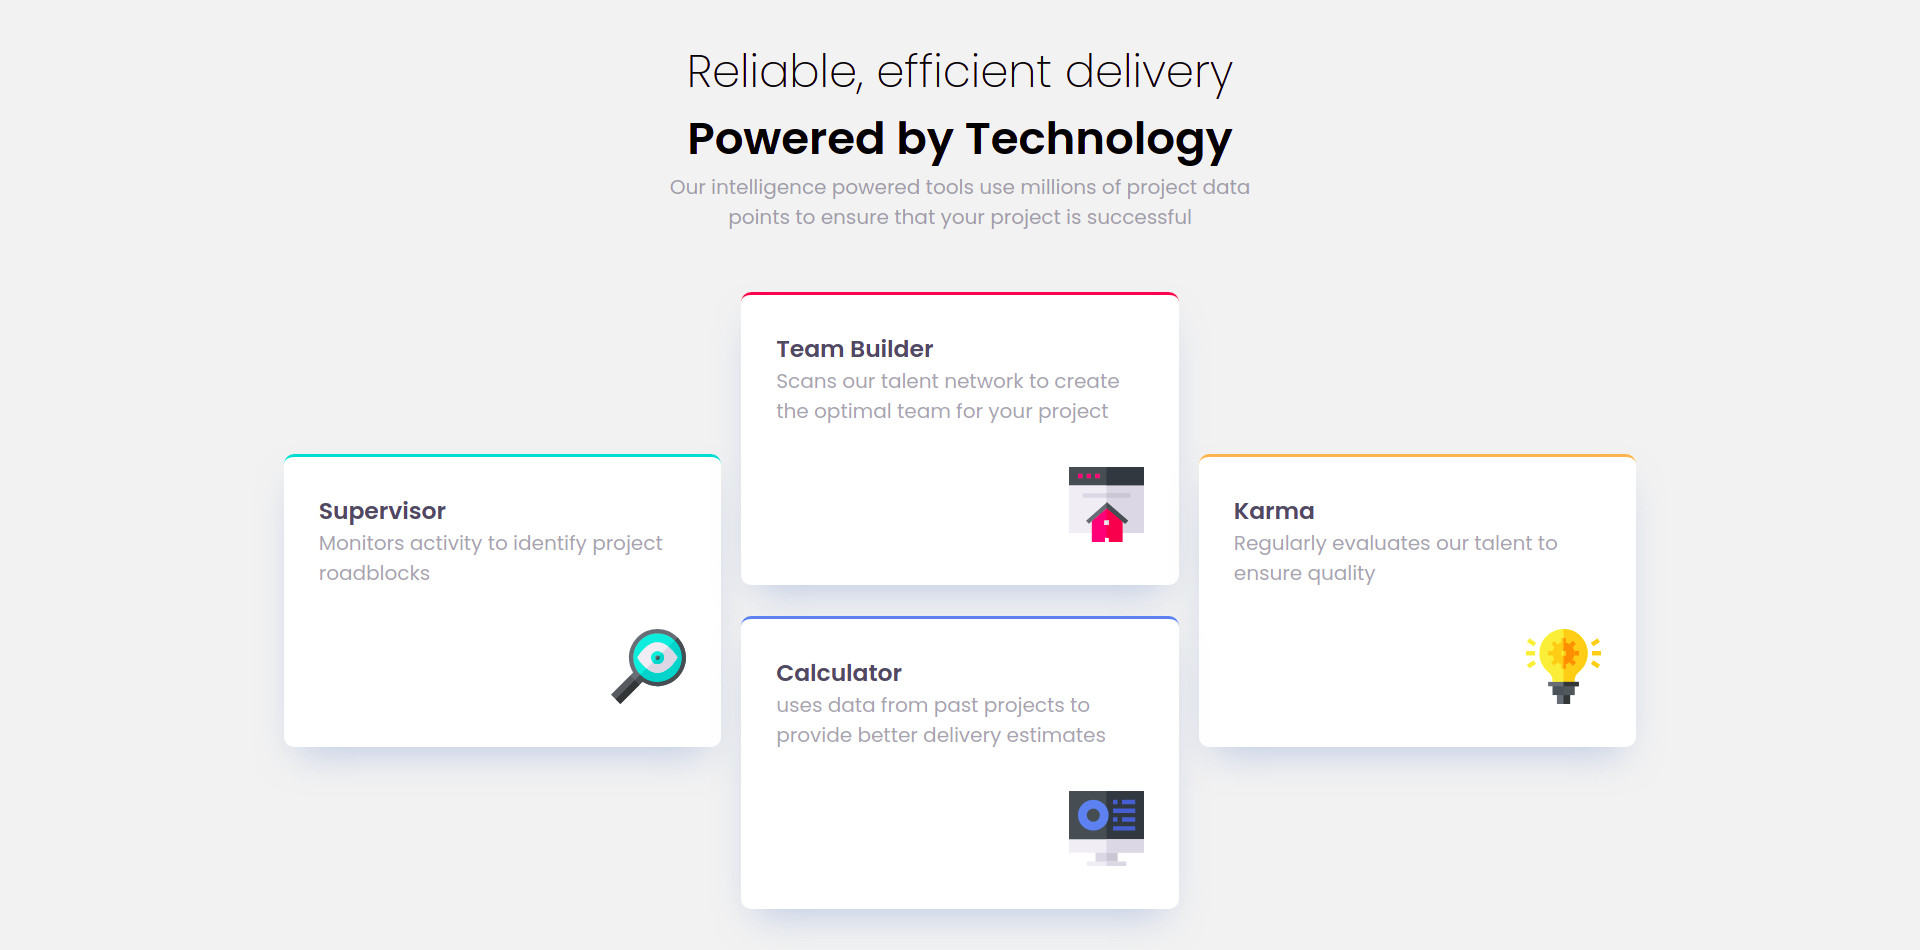 Reliable, efficient delivery
Powered by Technology
Our intelligence powered tools use millions of project data
points to ensure that your project is successful
Team Builder
Scans our talent network to create
the optimal team for your project
Supervisor
Monitors activity to identify project
roadblocks
Karma
Regularly evaluates our talent to
ensure quality
Calculator
uses data from past projects to
provide better delivery estimates